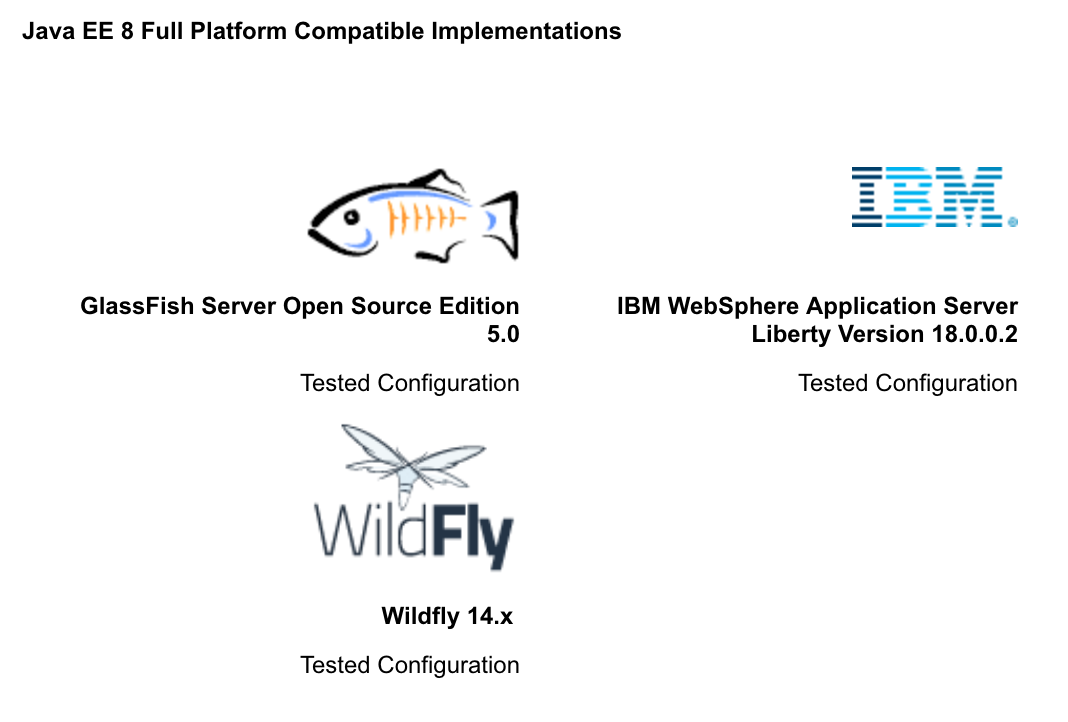 Java EE 8 Full Platform Compatible Implementations
IBM®
GlassFish Server Open Source Edition
5.0
IBM WebSphere Application Server
Liberty Version 18.0.0.2
Tested Configuration
Tested Configuration
WildFly
Wildfly 14.x
Tested Configuration